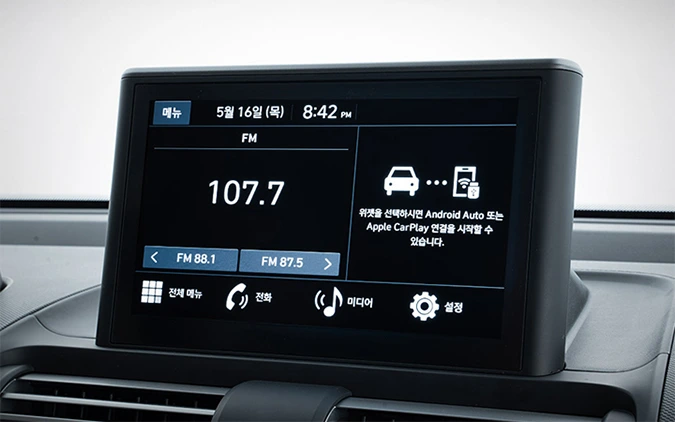 메뉴
5월 16일 (목)
8:42 PM
FM
107.7
< FM 88.1
FM 87.5 >
위젯을 선택하시면 Android Auto 또는
Apple CarPlay 연결을 시작할 수
있습니다.
전체 메뉴
전화
미디어
설정